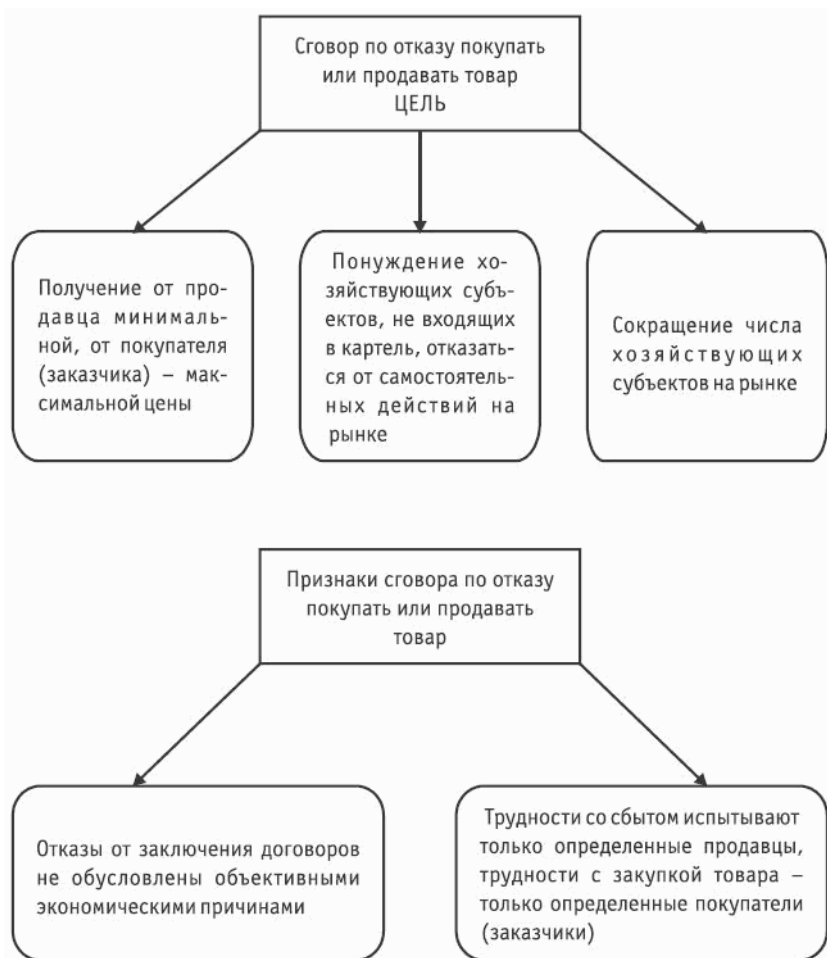 Сговор по отказу покупать
или продавать товар
ЦЕЛЬ
Получение от про-
давца минималь-
ной, от покупателя
(заказчика) – мак-
симальной цены
Понуждение хо-
зяйствующих субъ-
ектов, не входящих
в картель, отказать-
ся от самостоятель-
ных действий на
рынке
Сокращение числа
хозяйствующих
субъектов на рынке
Признаки сговора по отказу
покупать или продавать
товар
Отказы от заключения договоров
не обусловлены объективными
экономическими причинами
Трудности со сбытом испытывают
только определенные продавцы,
трудности с закупкой товара –
только определенные покупатели
(заказчики)